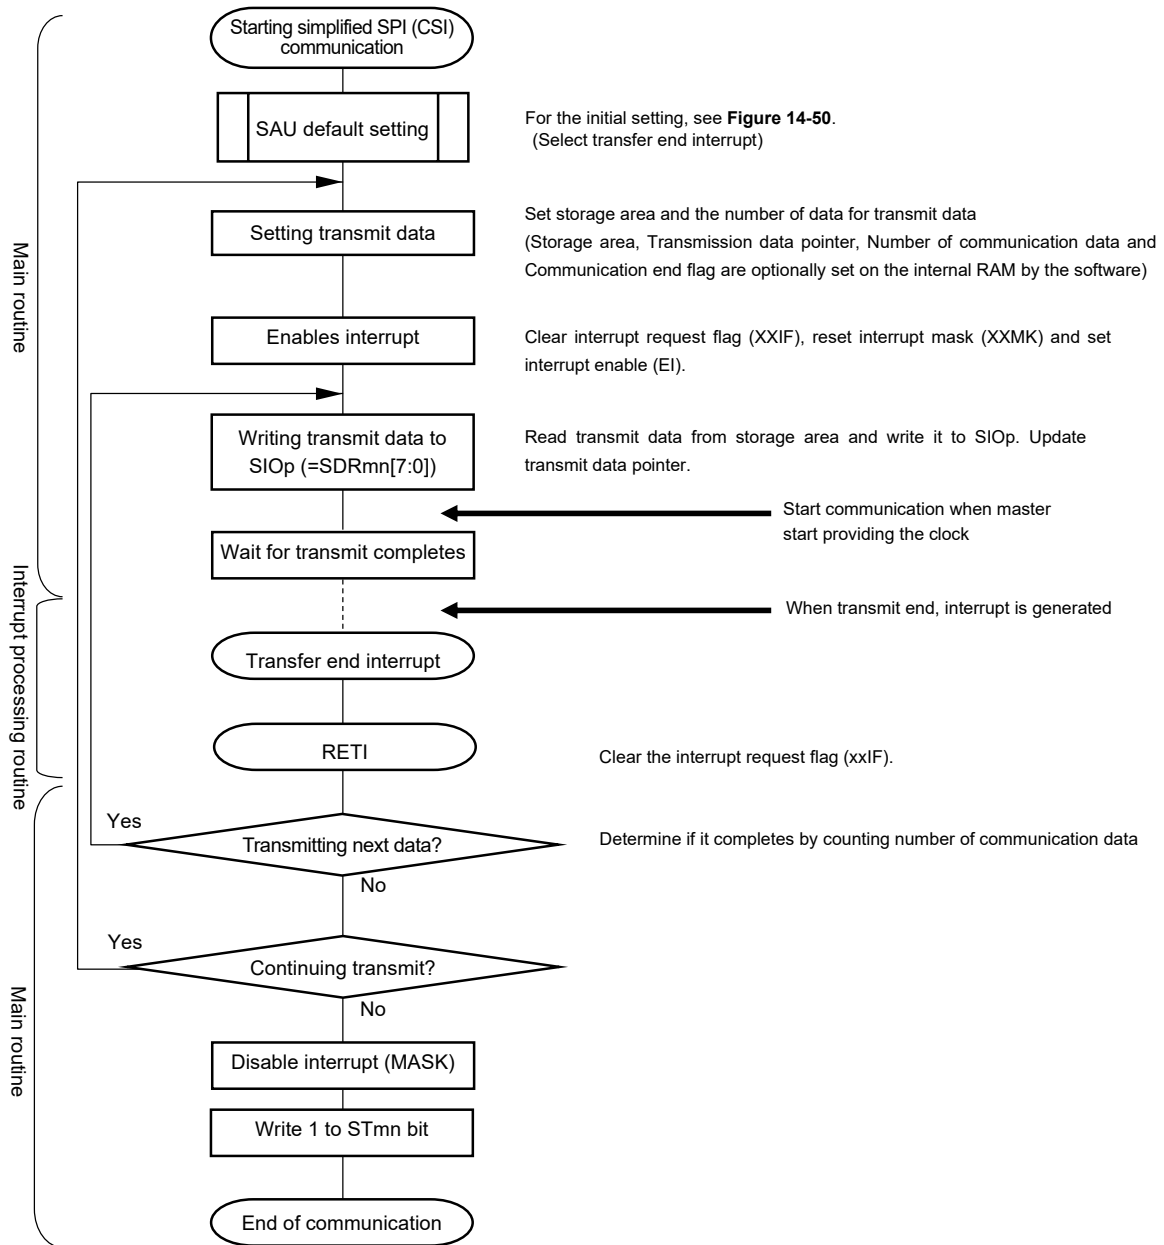 Starting simplified SPI (CSI)
communication
SAU default setting
For the initial setting, see Figure 14-50.
(Select transfer end interrupt)
Main routine
Setting transmit data
Set storage area and the number of data for transmit data
(Storage area, Transmission data pointer, Number of communication data and
Communication end flag are optionally set on the internal RAM by the software)
Enables interrupt
Clear interrupt request flag (XXIF), reset interrupt mask (XXMK) and set
interrupt enable (EI).
Writing transmit data to
SIOp (=SDRmn[7:0])
Read transmit data from storage area and write it to SIOp. Update
transmit data pointer.
Start communication when master
start providing the clock
Wait for transmit completes
Interrupt processing routine
When transmit end, interrupt is generated
Transfer end interrupt
RETI
Clear the interrupt request flag (xxIF).
Main routine
Yes
Transmitting next data?
Determine if it completes by counting number of communication data
No
Yes
Continuing transmit?
No
Disable interrupt (MASK)
Write 1 to STmn bit
End of communication